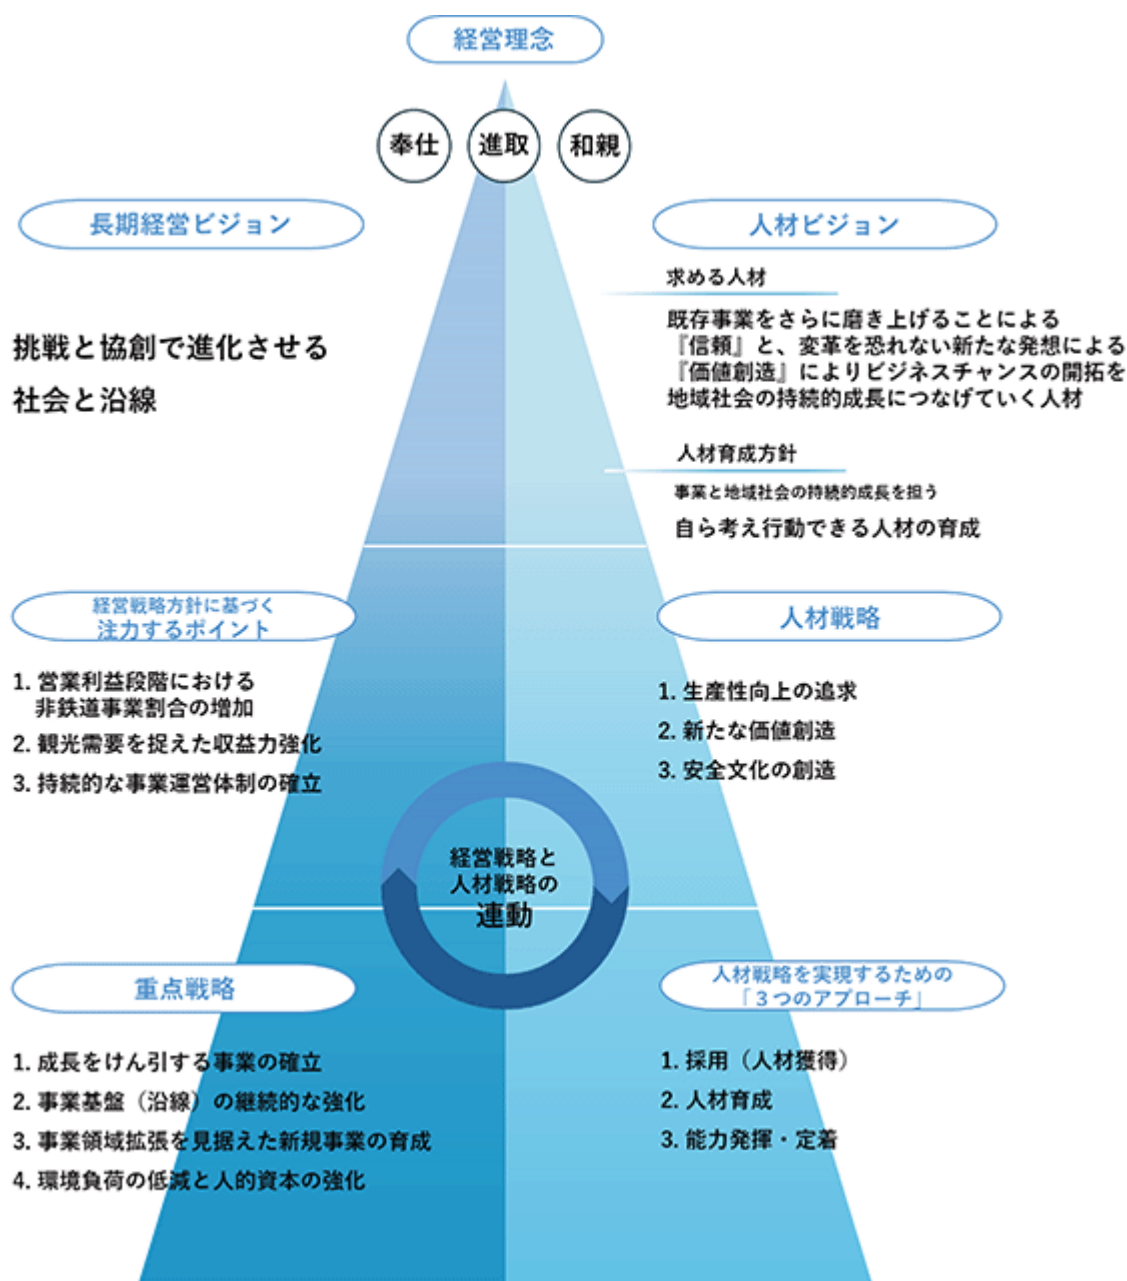 経営理念
奉仕
進取
和親
長期経営ビジョン
挑戦と協創で進化させる
社会と沿線
人材ビジョン
求める人材
既存事業をさらに磨き上げることによる
『信頼』と、変革を恐れない新たな発想による
『価値創造』によりビジネスチャンスの開拓を
地域社会の持続的成長につなげていく人材
人材育成方針
事業と地域社会の持続的成長を担う
自ら考え行動できる人材の育成
経営戦略方針に基づく
注力するポイント
1. 営業利益段階における
非鉄道事業割合の増加
2. 観光需要を捉えた収益力強化
3. 持続的な事業運営体制の確立
人材戦略
1. 生産性向上の追求
2. 新たな価値創造
3. 安全文化の創造
経営戦略と
人材戦略の
連動
重点戦略
1. 成長をけん引する事業の確立
2. 事業基盤（沿線）の継続的な強化
3. 事業領域拡張を見据えた新規事業の育成
4. 環境負荷の低減と人的資本の強化
人材戦略を実現するための
「３つのアプローチ」
1. 採用（人材獲得）
2. 人材育成
3. 能力発揮・定着